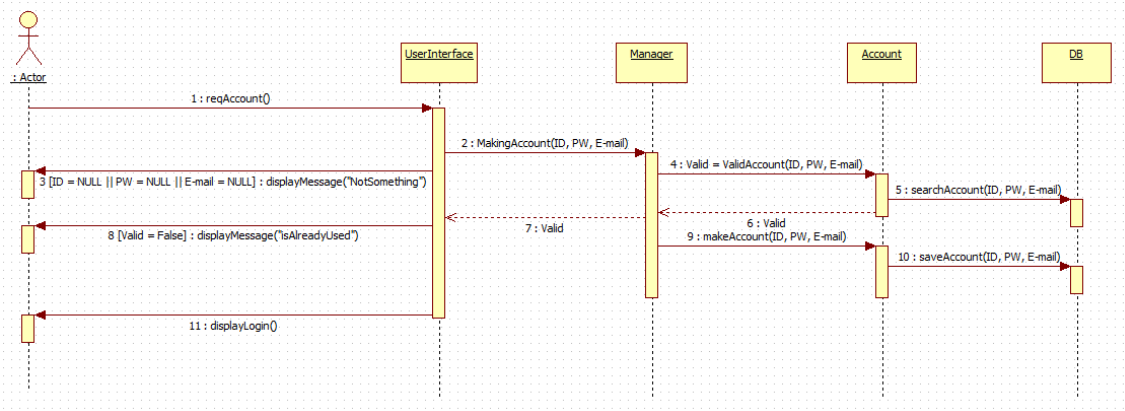 : Actor
UserInterface
Manager
Account
DB
1 : reqAccount()
2 : MakingAccount(ID, PW, E-mail)
3 [ID = NULL || PW = NULL || E-mail = NULL] : displayMessage("NotSomething")
4 : Valid = ValidAccount(ID, PW, E-mail)
5 : searchAccount(ID, PW, E-mail)
6 : Valid
7 : Valid
8 [Valid = False] : displayMessage("isAlreadyUsed")
9 : makeAccount(ID, PW, E-mail)
10 : saveAccount(ID, PW, E-mail)
11 : displayLogin()